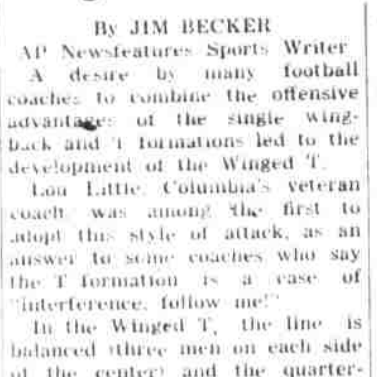 By JIM BECKER
AP Newsfeatures Sports Writer
A desire by many football
coaches to combine the offensive
advantages of the single wing-
back and T formations led to the
development of the Winged T.
Lou Little, Columbia's veteran
coach, was among the first to
adopt this style of attack, as an
answer to some coaches who say
the T formation is a case of
"interference, follow me!"
In the Winged T, the line is
balanced (three men on each side
of the center) and the quarter-